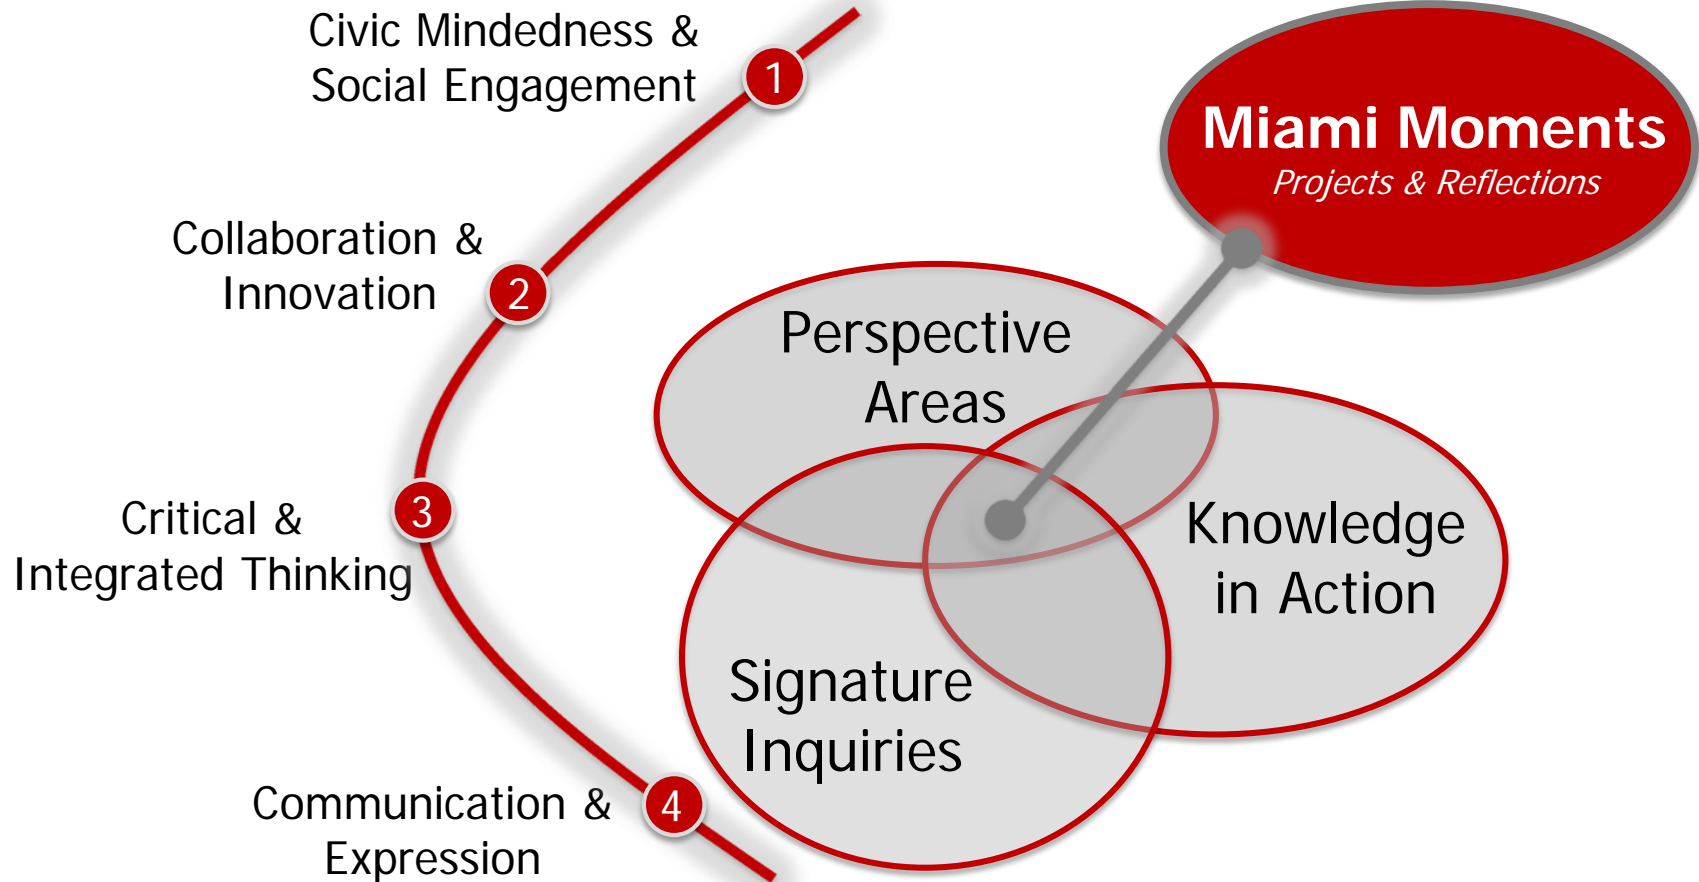 Civic Mindedness &
Social Engagement
1
Collaboration &
Innovation
2
Critical &
Integrated Thinking
3
Communication &
Expression
4
Miami Moments
Projects & Reflections
Perspective
Areas
Knowledge
in Action
Signature
Inquiries